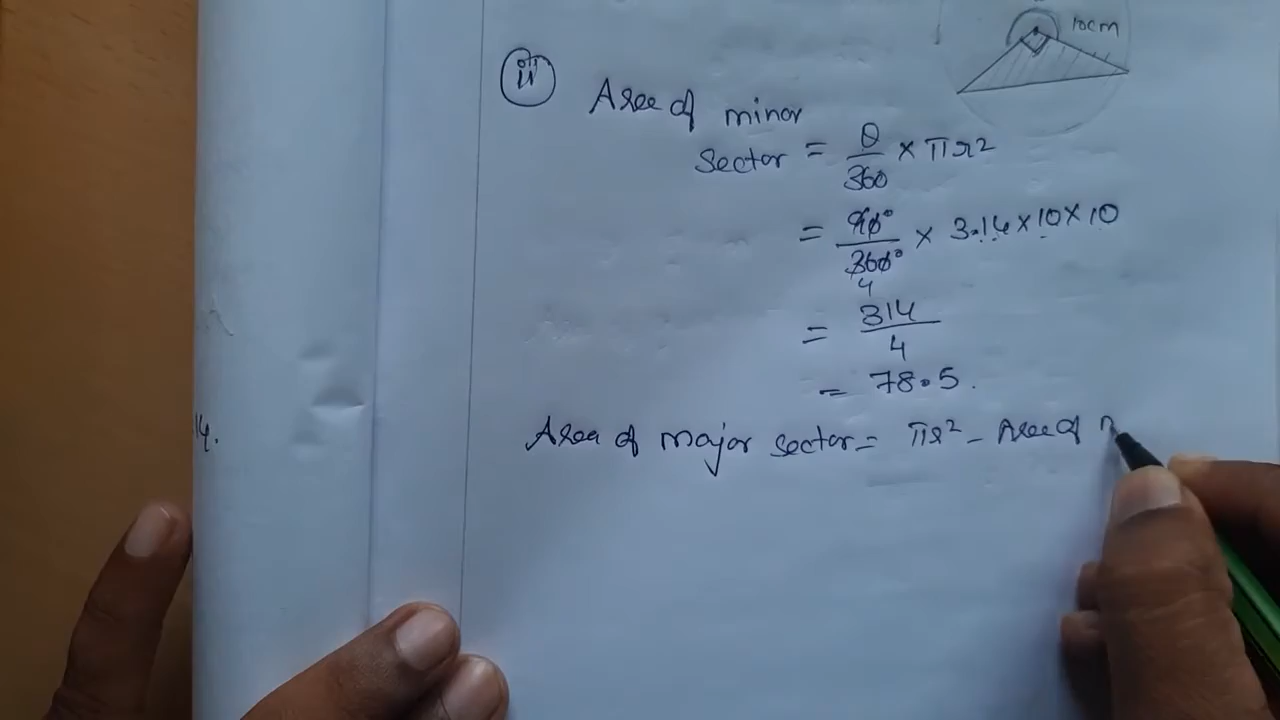 10cm
ii
Area of minor
sector = θ/360 × πr²
= 90°/360° × 3.14×10×10
4
= 314/4
= 78.5.
14.
Area of major sector = πr² - Area of